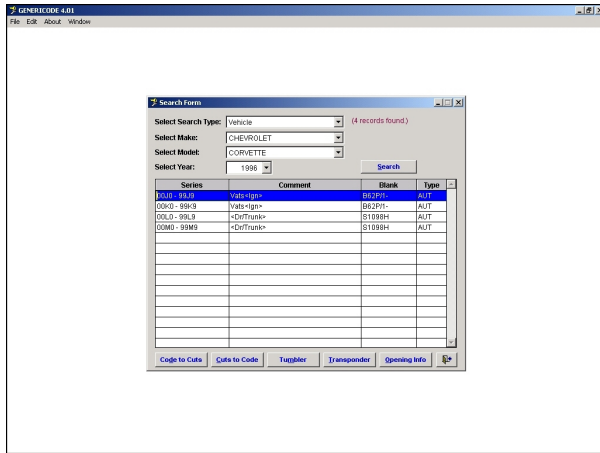 GENERICODE 4.01
File Edit About Window
Search Form
Select Search Type: Vehicle (4 records found.)
Select Make: CHEVROLET
Select Model: CORVETTE
Select Year: 1996 Search
Series Comment Blank Type
00J0 - 99J9 Vats<Ign> B62P/1- AUT
00K0 - 99K9 Vats<Ign> B62P/1- AUT
00L0 - 99L9 <Dr/Trunk> S1098H AUT
00M0 - 99M9 <Dr/Trunk> S1098H AUT
Code to Cuts Cuts to Code Tumbler Transponder Opening Info